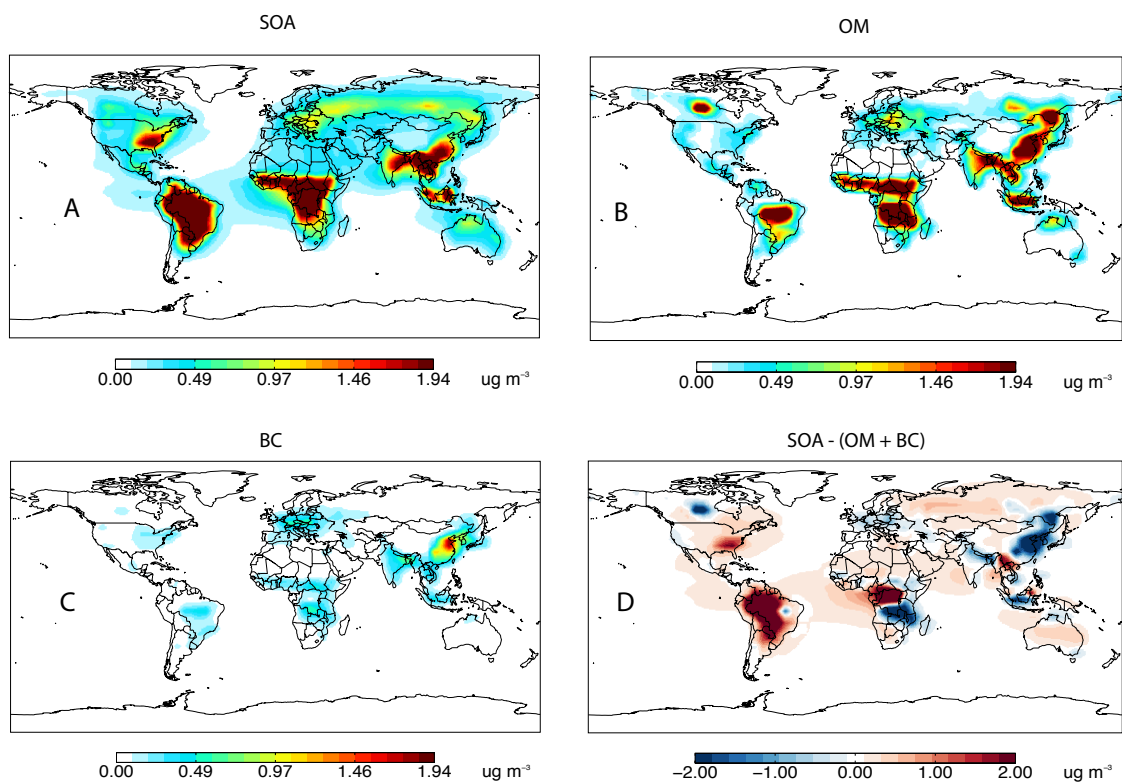 SOA
OM
A
B
0.00 0.49 0.97 1.46 1.94 ug m⁻³
0.00 0.49 0.97 1.46 1.94 ug m⁻³
BC
SOA - (OM + BC)
C
D
0.00 0.49 0.97 1.46 1.94 ug m⁻³
−2.00 −1.00 0.00 1.00 2.00 ug m⁻³